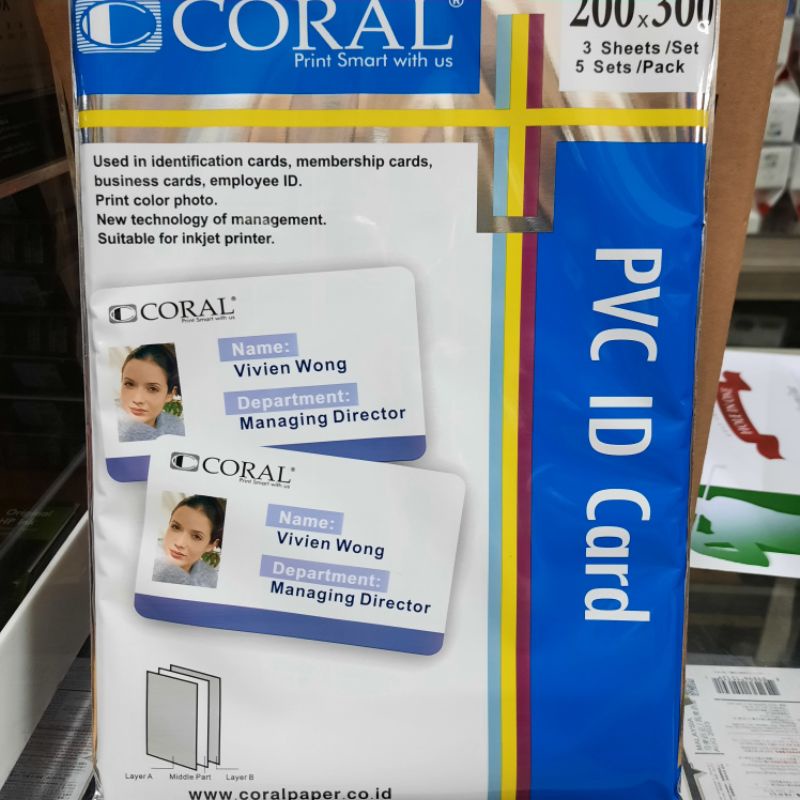 CORAL®
Print Smart with us
200 x 300
3 Sheets /Set
5 Sets /Pack
Used in identification cards, membership cards,
business cards, employee ID.
Print color photo.
New technology of management.
Suitable for inkjet printer.
PVC ID Card
CORAL®
Print Smart with us
Name:
Vivien Wong
Department:
Managing Director
CORAL®
Print Smart with us
Name:
Vivien Wong
Department:
Managing Director
Layer A Middle Part Layer B
www.coralpaper.co.id
Original